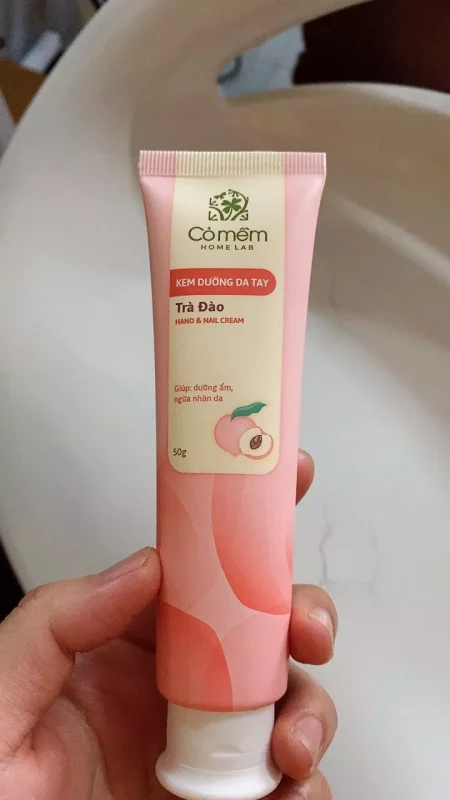 Cỏ mềm
HOME LAB
KEM DƯỠNG DA TAY
Trà Đào
HAND & NAIL CREAM
Giúp: dưỡng ẩm,
ngừa nhăn da
50g